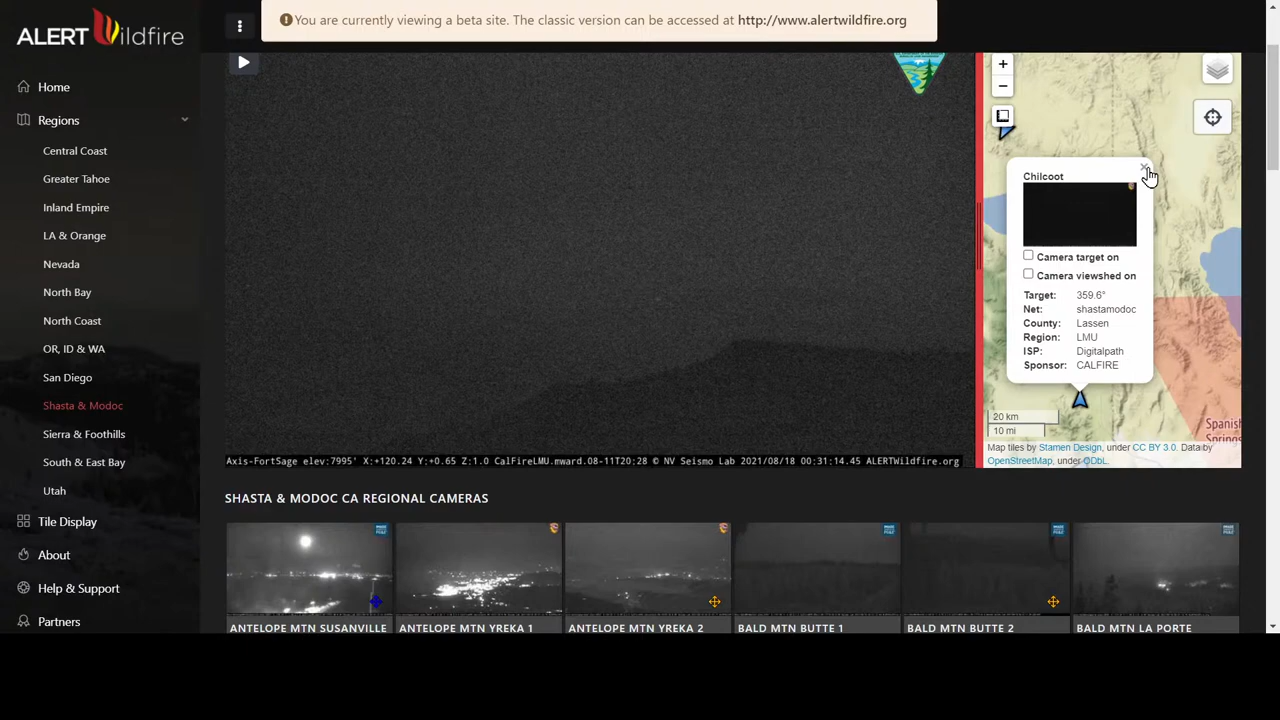 ALERT Wildfire
You are currently viewing a beta site. The classic version can be accessed at http://www.alertwildfire.org
Home
Regions
Central Coast
Greater Tahoe
Inland Empire
LA & Orange
Nevada
North Bay
North Coast
OR, ID & WA
San Diego
Shasta & Modoc
Sierra & Foothills
South & East Bay
Utah
Tile Display
About
Help & Support
Partners
Axis-FortSage elev:7995' X:+120.24 Y:+0.65 Z:1.0 CalFireLMU.mward.08-11T20:28 © NV Seismo Lab 2021/08/18 00:31:14.45 ALERTWildfire.org
+
−
Chilcoot
×
Camera target on
Camera viewshed on
Target: 359.6°
Net: shastamodoc
County: Lassen
Region: LMU
ISP: Digitalpath
Sponsor: CALFIRE
20 km
10 mi
Spanish
Springs
Map tiles by Stamen Design, under CC BY 3.0. Data by
OpenStreetMap, under ODbL.
SHASTA & MODOC CA REGIONAL CAMERAS
ANTELOPE MTN SUSANVILLE
ANTELOPE MTN YREKA 1
ANTELOPE MTN YREKA 2
BALD MTN BUTTE 1
BALD MTN BUTTE 2
BALD MTN LA PORTE